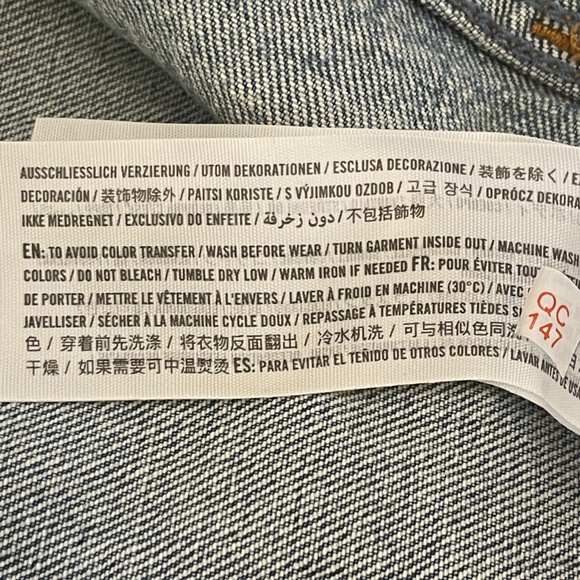 AUSSCHLIESSLICH VERZIERUNG / UTOM DEKORATIONEN / ESCLUSA DECORAZIONE / 装飾を除く /
DECORACIÓN / 装饰物除外 / PAITSI KORISTE / S VÝJIMKOU OZDOB / 고급 장식 / OPRÓCZ
IKKE MEDREGNET / EXCLUSIVO DO ENFEITE / دون زخرفة / 不包括飾物
EN: TO AVOID COLOR TRANSFER / WASH BEFORE WEAR / TURN GARMENT INSIDE OUT / MACHINE WASH
COLORS / DO NOT BLEACH / TUMBLE DRY LOW / WARM IRON IF NEEDED FR: POUR ÉVITER
DE PORTER / METTRE LE VÊTEMENT À L'ENVERS / LAVER À FROID EN MACHINE (30°C) / AVEC
JAVELLISER / SÉCHER À LA MACHINE CYCLE DOUX / REPASSAGE À TEMPÉRATURES TIÈDES
色 / 穿着前先洗涤 / 将衣物反面翻出 / 冷水机洗 / 可与相似色同
干燥 / 如果需要可中温熨烫 ES: PARA EVITAR EL TEÑIDO DE OTROS COLORES / LAVAR ANTES DE
QC
147